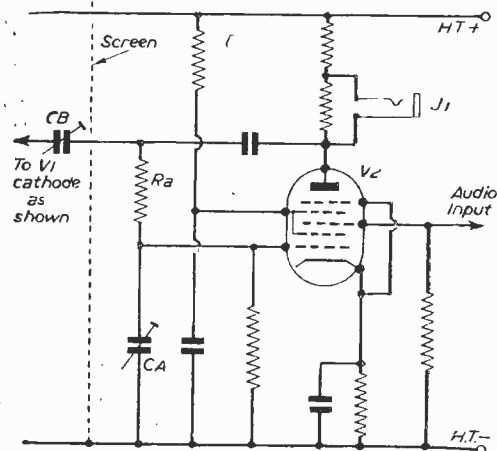 HT+
Screen
J1
CB
To V1
cathode
as
shown
Ra
V2
Audio
Input
CA
H.T.-